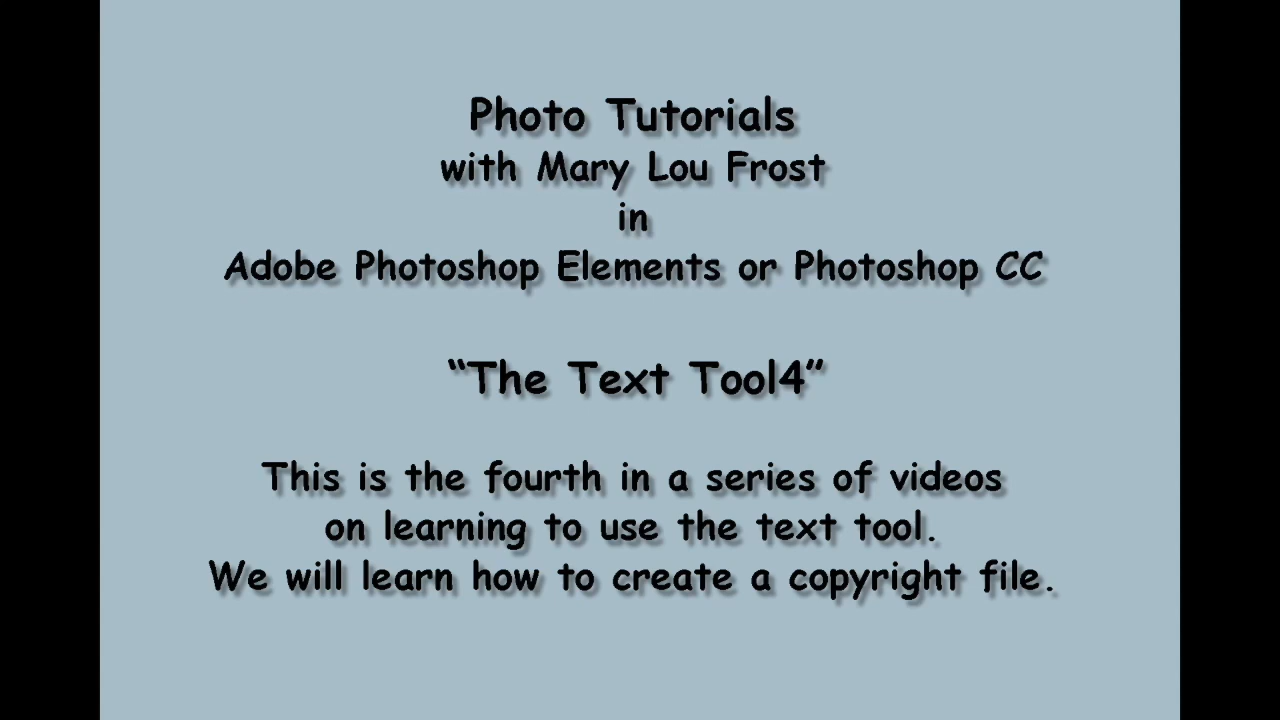 Photo Tutorials
with Mary Lou Frost
in
Adobe Photoshop Elements or Photoshop CC
“The Text Tool4”
This is the fourth in a series of videos
on learning to use the text tool.
We will learn how to create a copyright file.